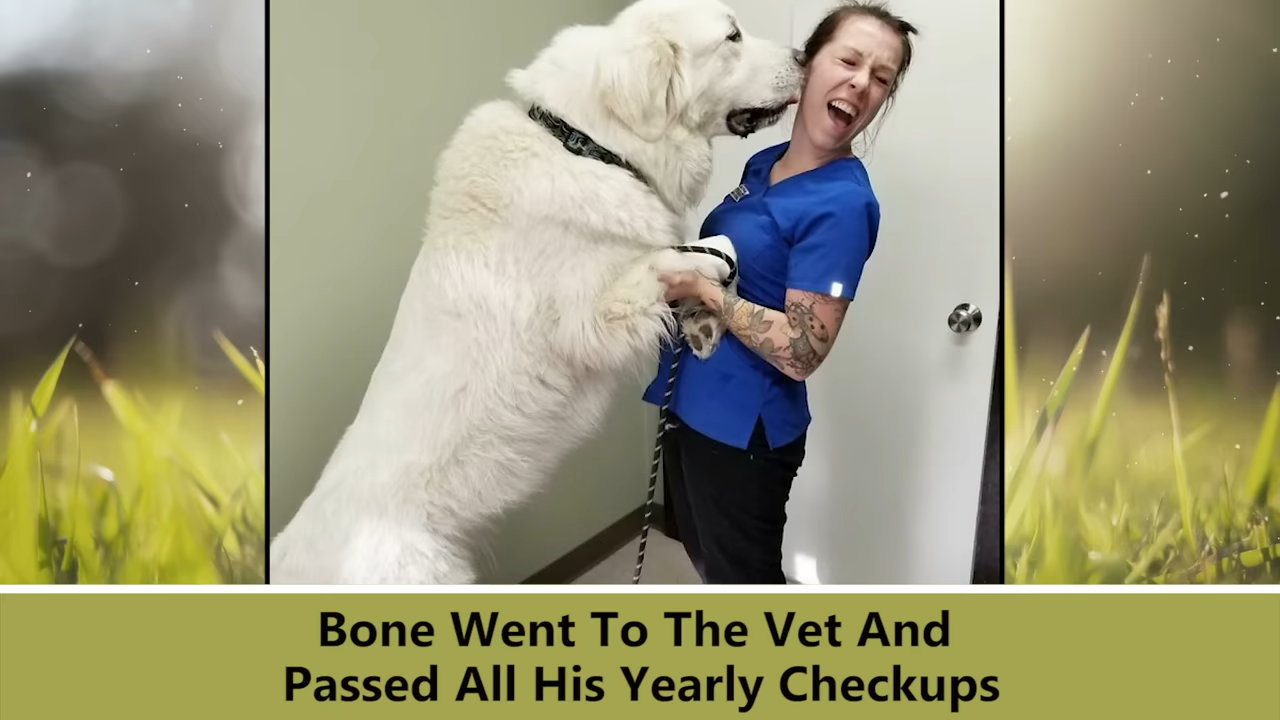 Bone Went To The Vet And
Passed All His Yearly Checkups